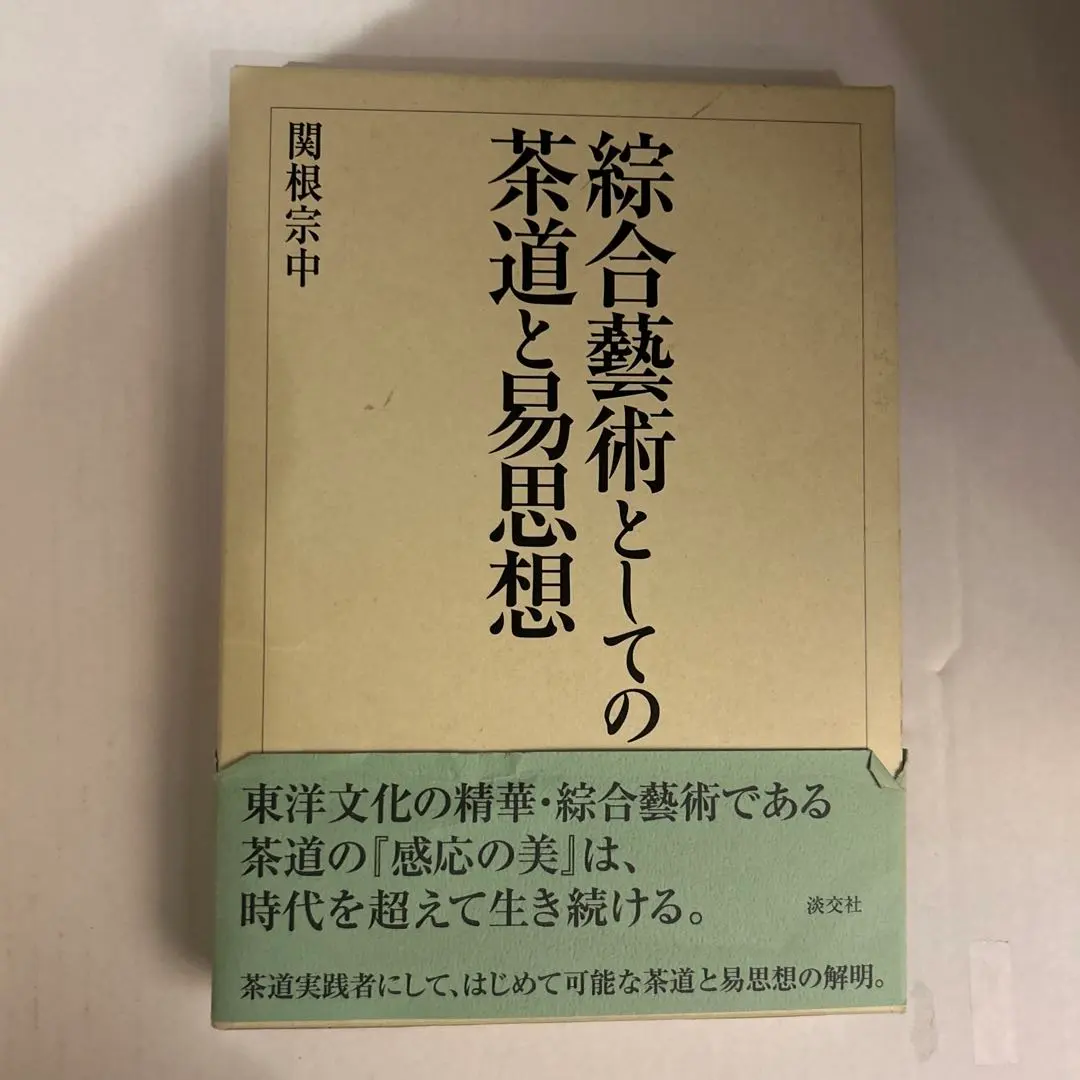 綜合藝術としての
茶道と易思想
関根宗中
東洋文化の精華・綜合藝術である
茶道の『感応の美』は、
時代を超えて生き続ける。
淡交社
茶道実践者にして、はじめて可能な茶道と易思想の解明。